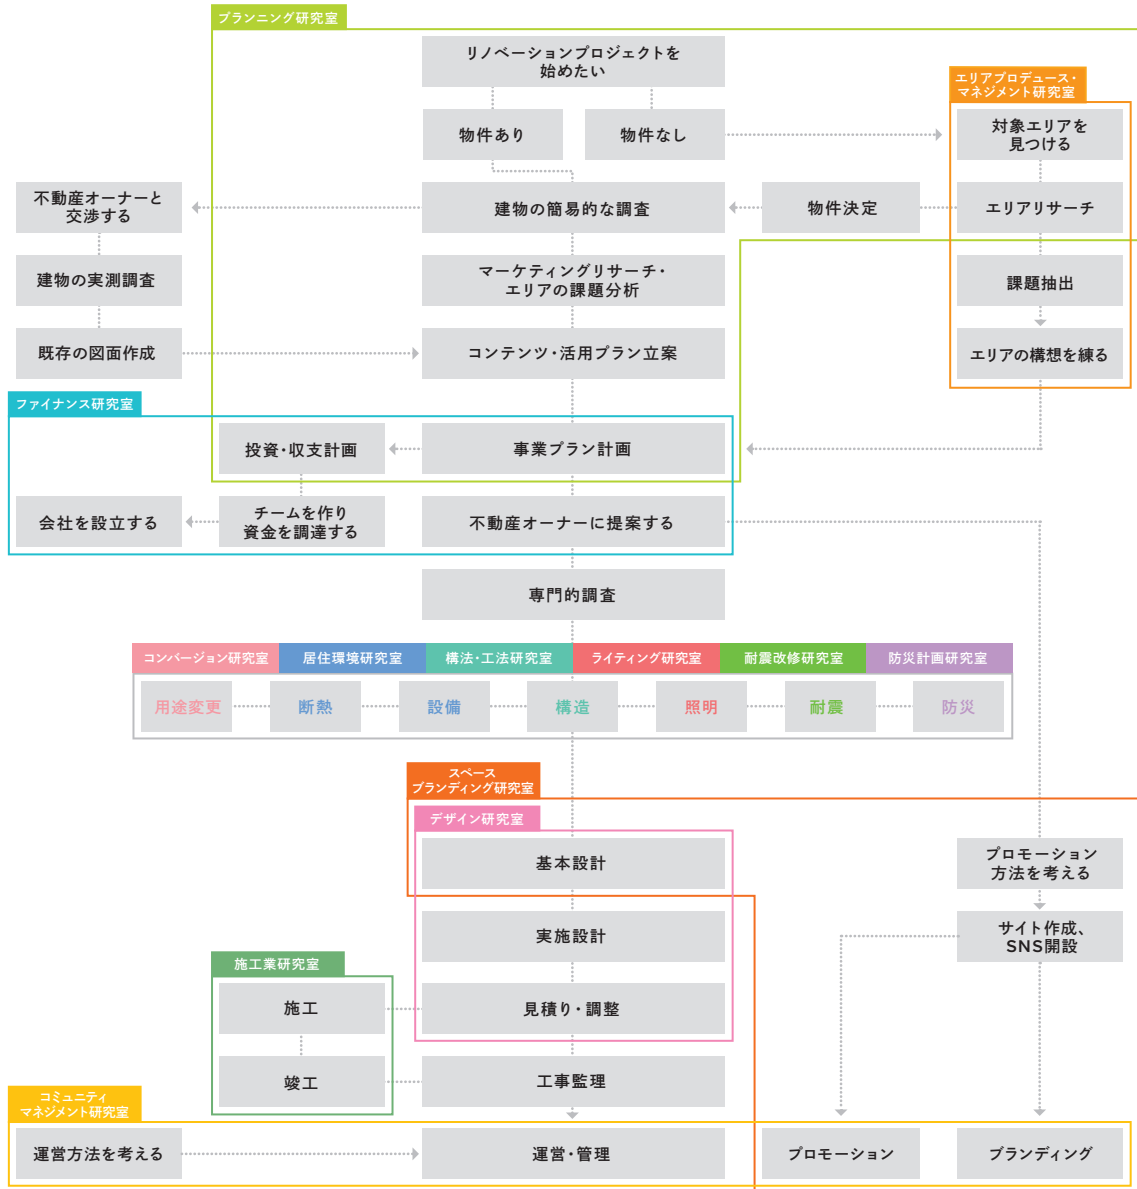 プランニング研究室
リノベーションプロジェクトを
始めたい
エリアプロデュース・
マネジメント研究室
物件あり
物件なし
対象エリアを
見つける
不動産オーナーと
交渉する
建物の簡易的な調査
物件決定
エリアリサーチ
建物の実測調査
マーケティングリサーチ・
エリアの課題分析
課題抽出
既存の図面作成
コンテンツ・活用プラン立案
エリアの構想を練る
ファイナンス研究室
投資・収支計画
事業プラン計画
会社を設立する
チームを作り
資金を調達する
不動産オーナーに提案する
専門的調査
コンバージョン研究室
居住環境研究室
構法・工法研究室
ライティング研究室
耐震改修研究室
防災計画研究室
用途変更
断熱
設備
構造
照明
耐震
防災
スペース
ブランディング研究室
デザイン研究室
基本設計
プロモーション
方法を考える
実施設計
サイト作成、
SNS開設
施工業研究室
施工
見積り・調整
竣工
工事監理
コミュニティ
マネジメント研究室
運営方法を考える
運営・管理
プロモーション
ブランディング